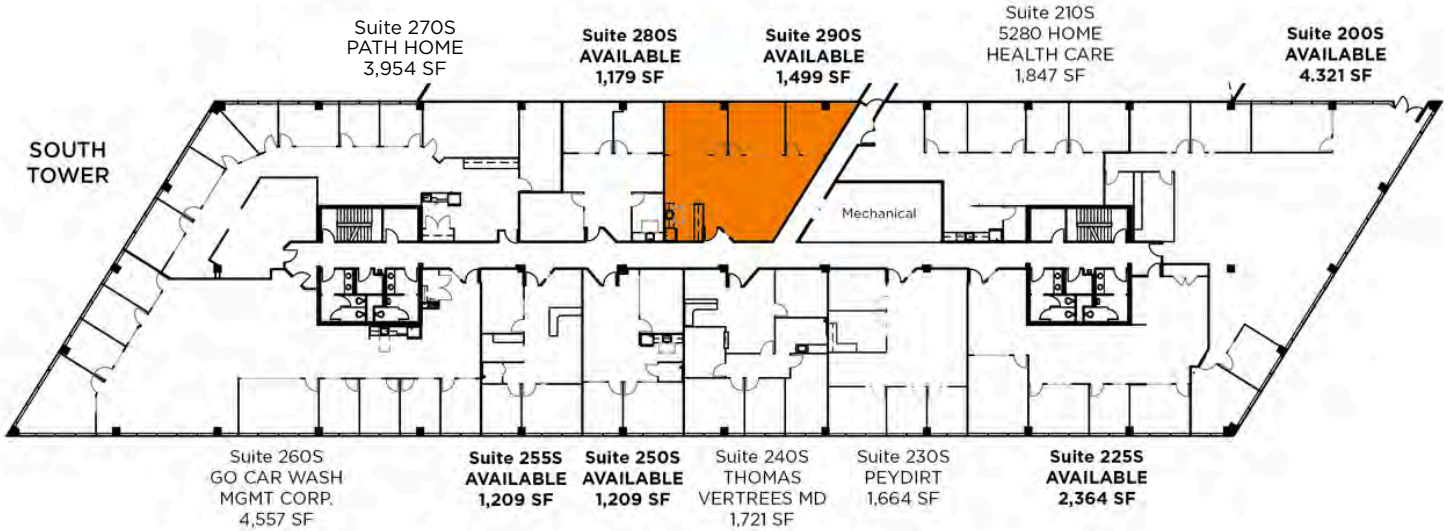 Suite 270S
PATH HOME
3,954 SF
Suite 280S
AVAILABLE
1,179 SF
Suite 290S
AVAILABLE
1,499 SF
Suite 210S
5280 HOME
HEALTH CARE
1,847 SF
Suite 200S
AVAILABLE
4.321 SF
SOUTH
TOWER
Mechanical
Suite 260S
GO CAR WASH
MGMT CORP.
4,557 SF
Suite 255S
AVAILABLE
1,209 SF
Suite 250S
AVAILABLE
1,209 SF
Suite 240S
THOMAS
VERTREES MD
1,721 SF
Suite 230S
PEYDIRT
1,664 SF
Suite 225S
AVAILABLE
2,364 SF